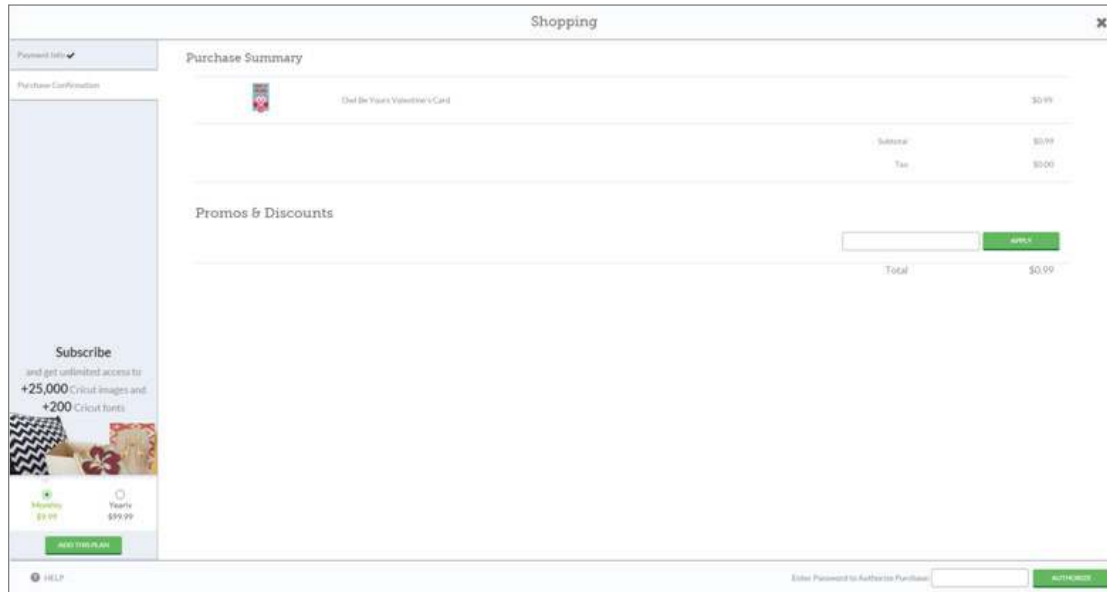 Shopping
Payment Info
Purchase Confirmation
Purchase Summary
Owl Be Yours Valentine's Card $0.99
Subtotal $0.99
Tax $0.00
Promos & Discounts
APPLY
Total $0.99
Subscribe
and get unlimited access to
+25,000 Cricut images and
+200 Cricut fonts
Monthly Yearly
$9.99 $99.99
ADD THIS PLAN
HELP
Enter Password to Authorize Purchase:
AUTHORIZE